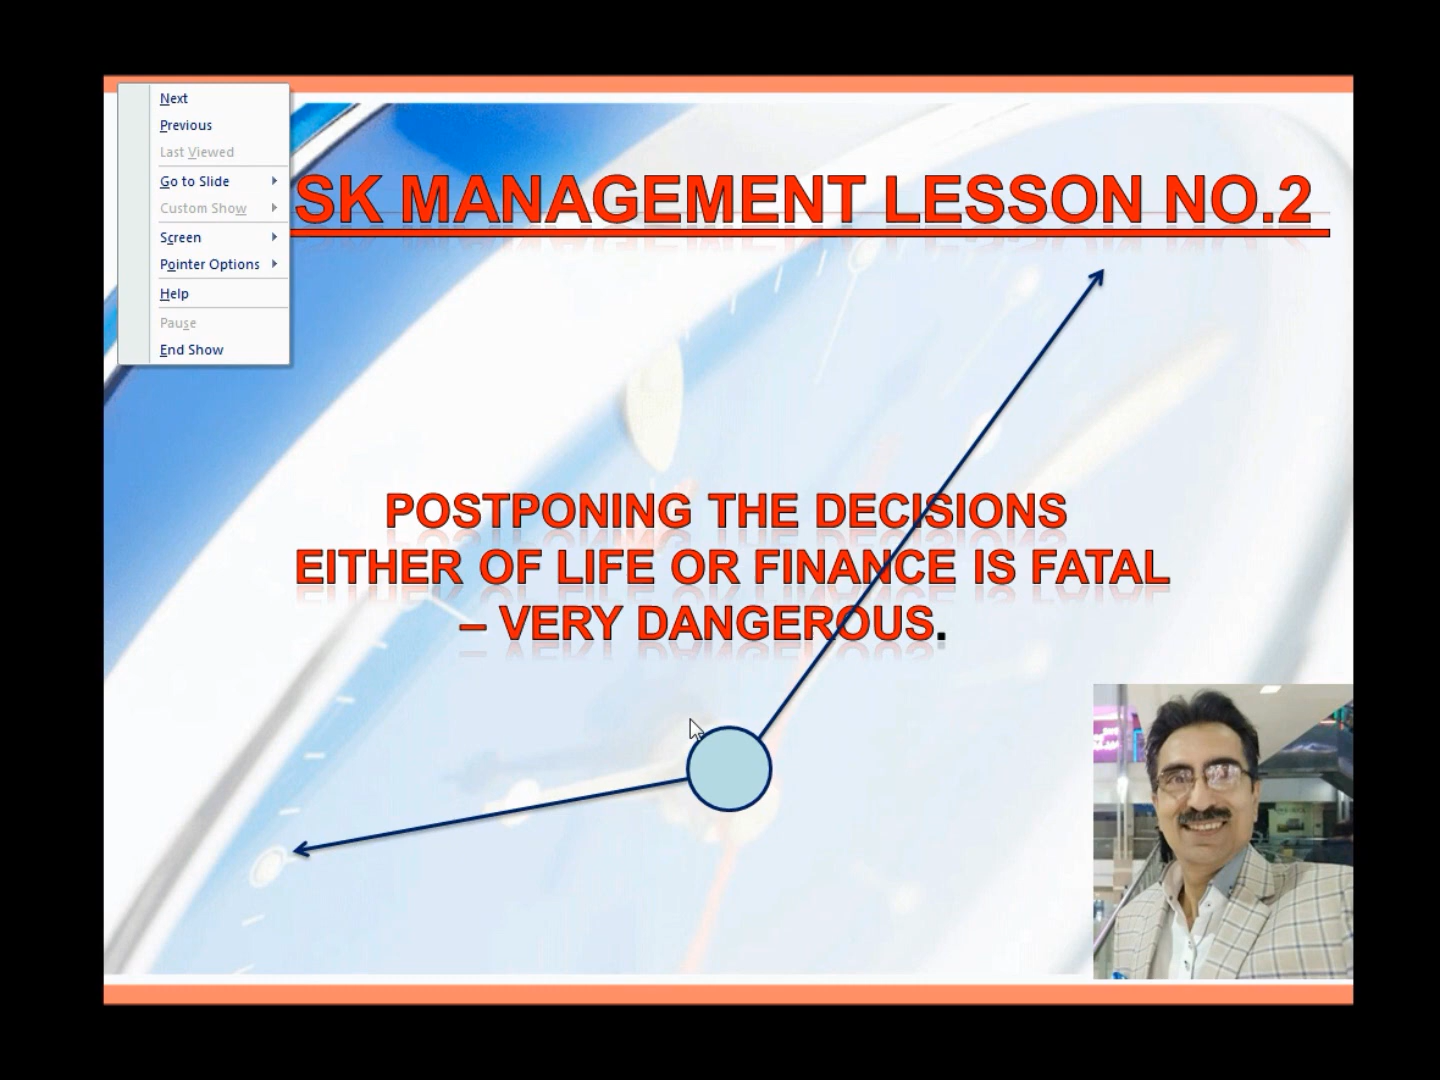 Next
Previous
Last Viewed
Go to Slide
Custom Show
Screen
Pointer Options
Help
Pause
End Show
SK MANAGEMENT LESSON NO.2
POSTPONING THE DECISIONS
EITHER OF LIFE OR FINANCE IS FATAL
– VERY DANGEROUS.